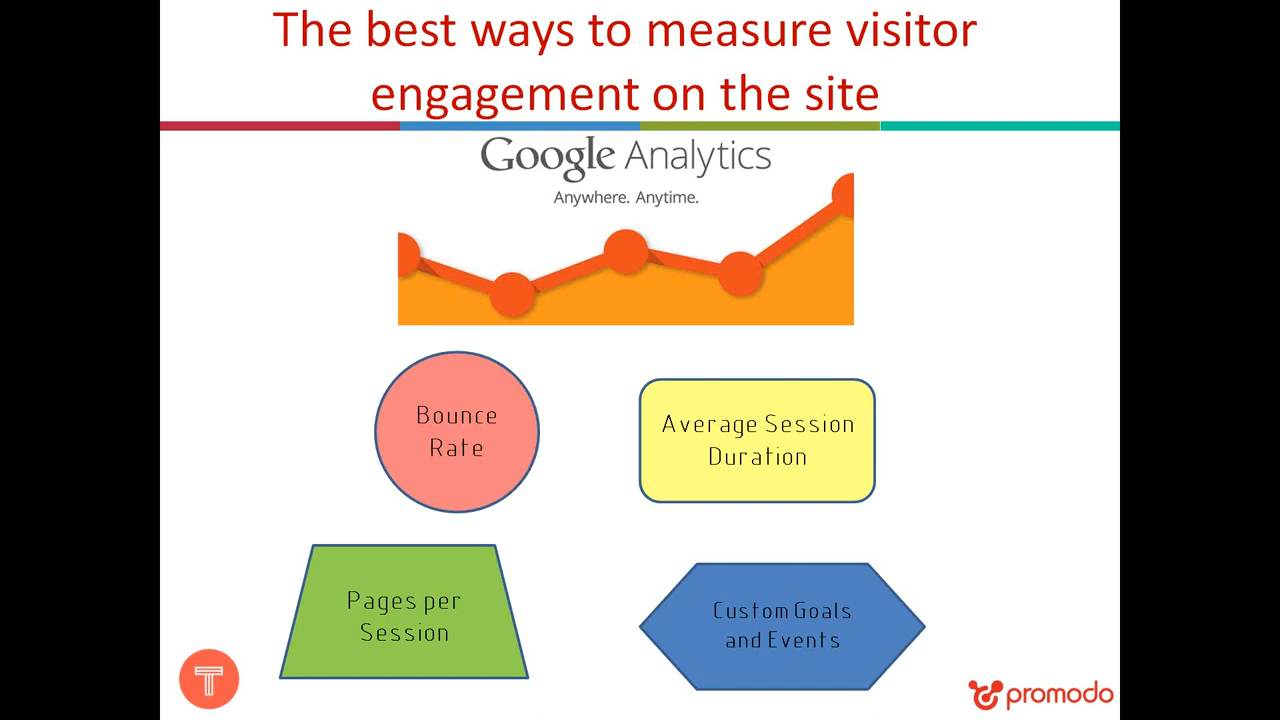 The best ways to measure visitor
engagement on the site
Google Analytics
Anywhere. Anytime.
Bounce
Rate
Average Session
Duration
Pages per
Session
Custom Goals
and Events
T
promodo